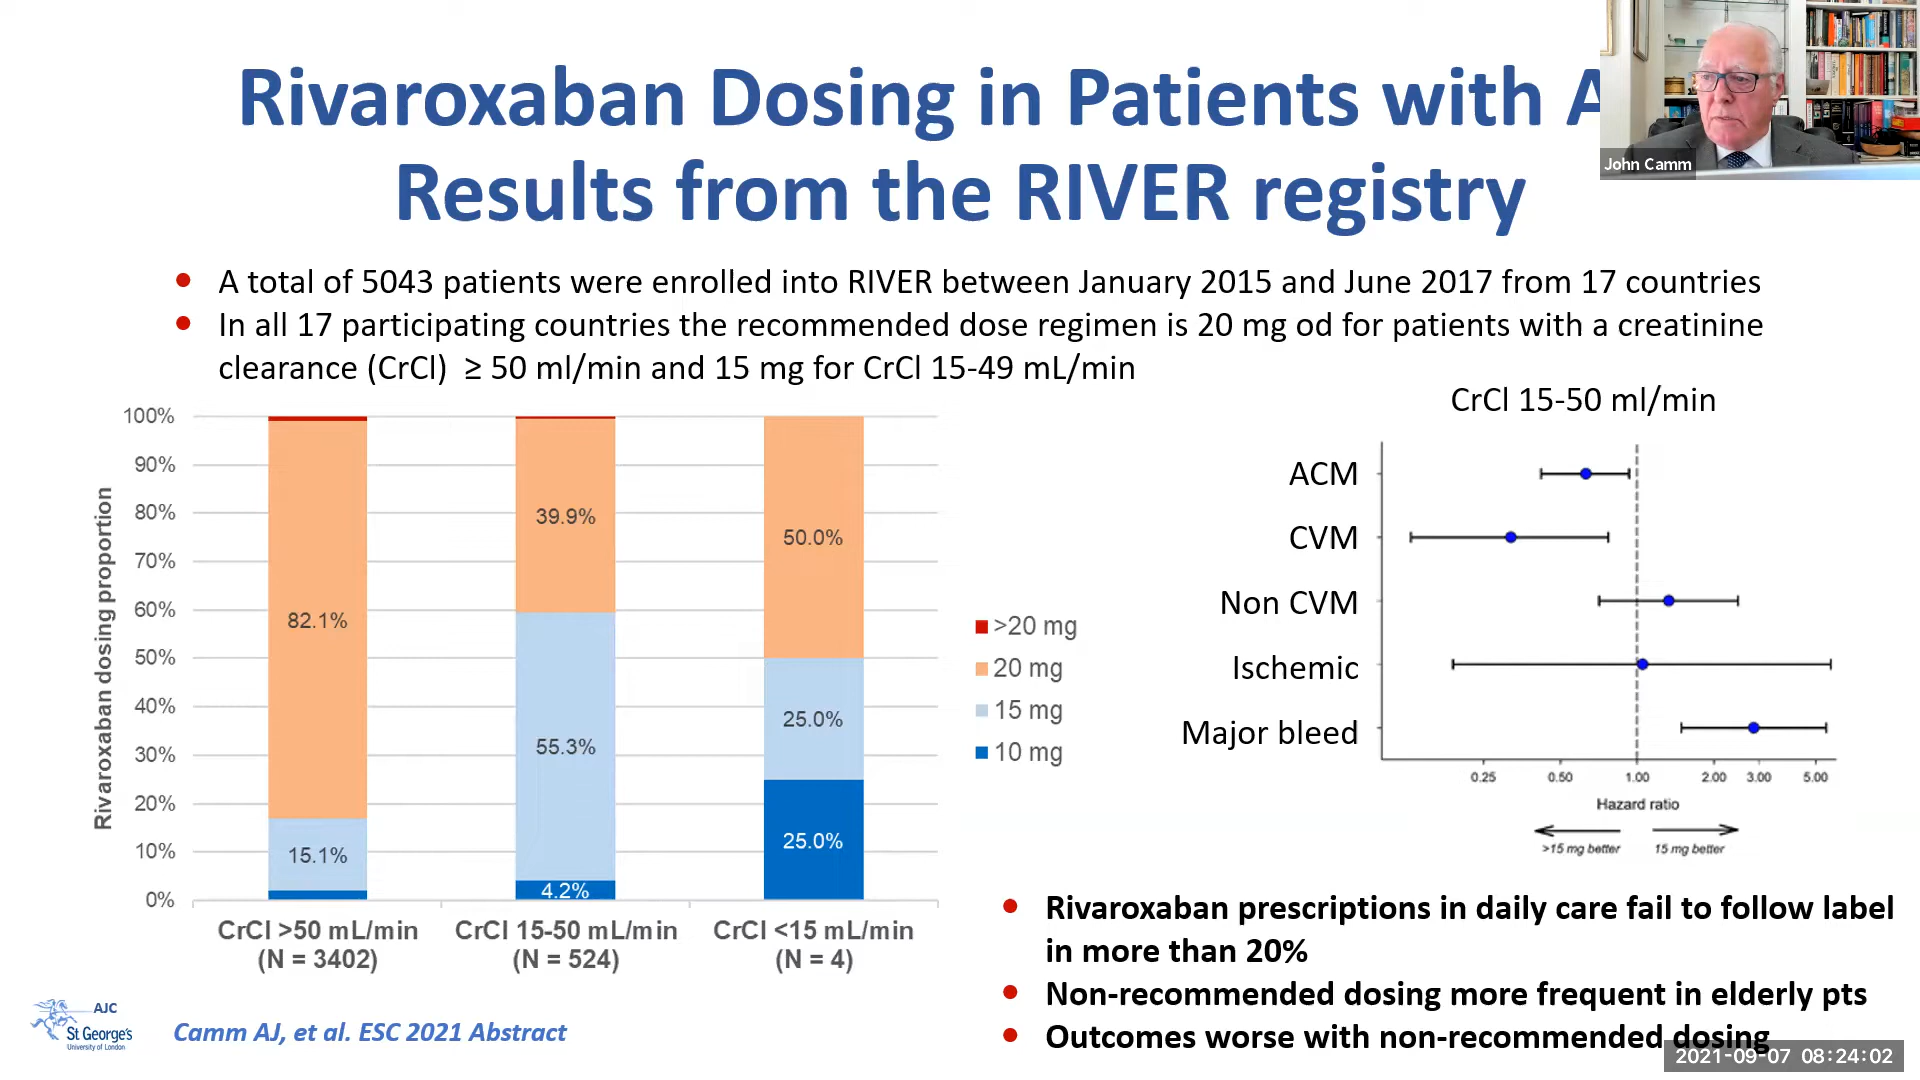 Rivaroxaban Dosing in Patients with
Results from the RIVER registry
John Camm
• A total of 5043 patients were enrolled into RIVER between January 2015 and June 2017 from 17 countries
• In all 17 participating countries the recommended dose regimen is 20 mg od for patients with a creatinine
clearance (CrCl) ≥ 50 ml/min and 15 mg for CrCl 15-49 mL/min
Rivaroxaban dosing proportion
100%
90%
80%
70%
60%
50%
40%
30%
20%
10%
0%
82.1%
15.1%
39.9%
55.3%
4.2%
50.0%
25.0%
25.0%
CrCl >50 mL/min
(N = 3402)
CrCl 15-50 mL/min
(N = 524)
CrCl <15 mL/min
(N = 4)
>20 mg
20 mg
15 mg
10 mg
CrCl 15-50 ml/min
ACM
CVM
Non CVM
Ischemic
Major bleed
0.25 0.50 1.00 2.00 3.00 5.00
Hazard ratio
>15 mg better 15 mg better
• Rivaroxaban prescriptions in daily care fail to follow label
in more than 20%
• Non-recommended dosing more frequent in elderly pts
• Outcomes worse with non-recommended dosing
AJC
St George's
University of London
Camm AJ, et al. ESC 2021 Abstract
2021-09-07 08:24:02